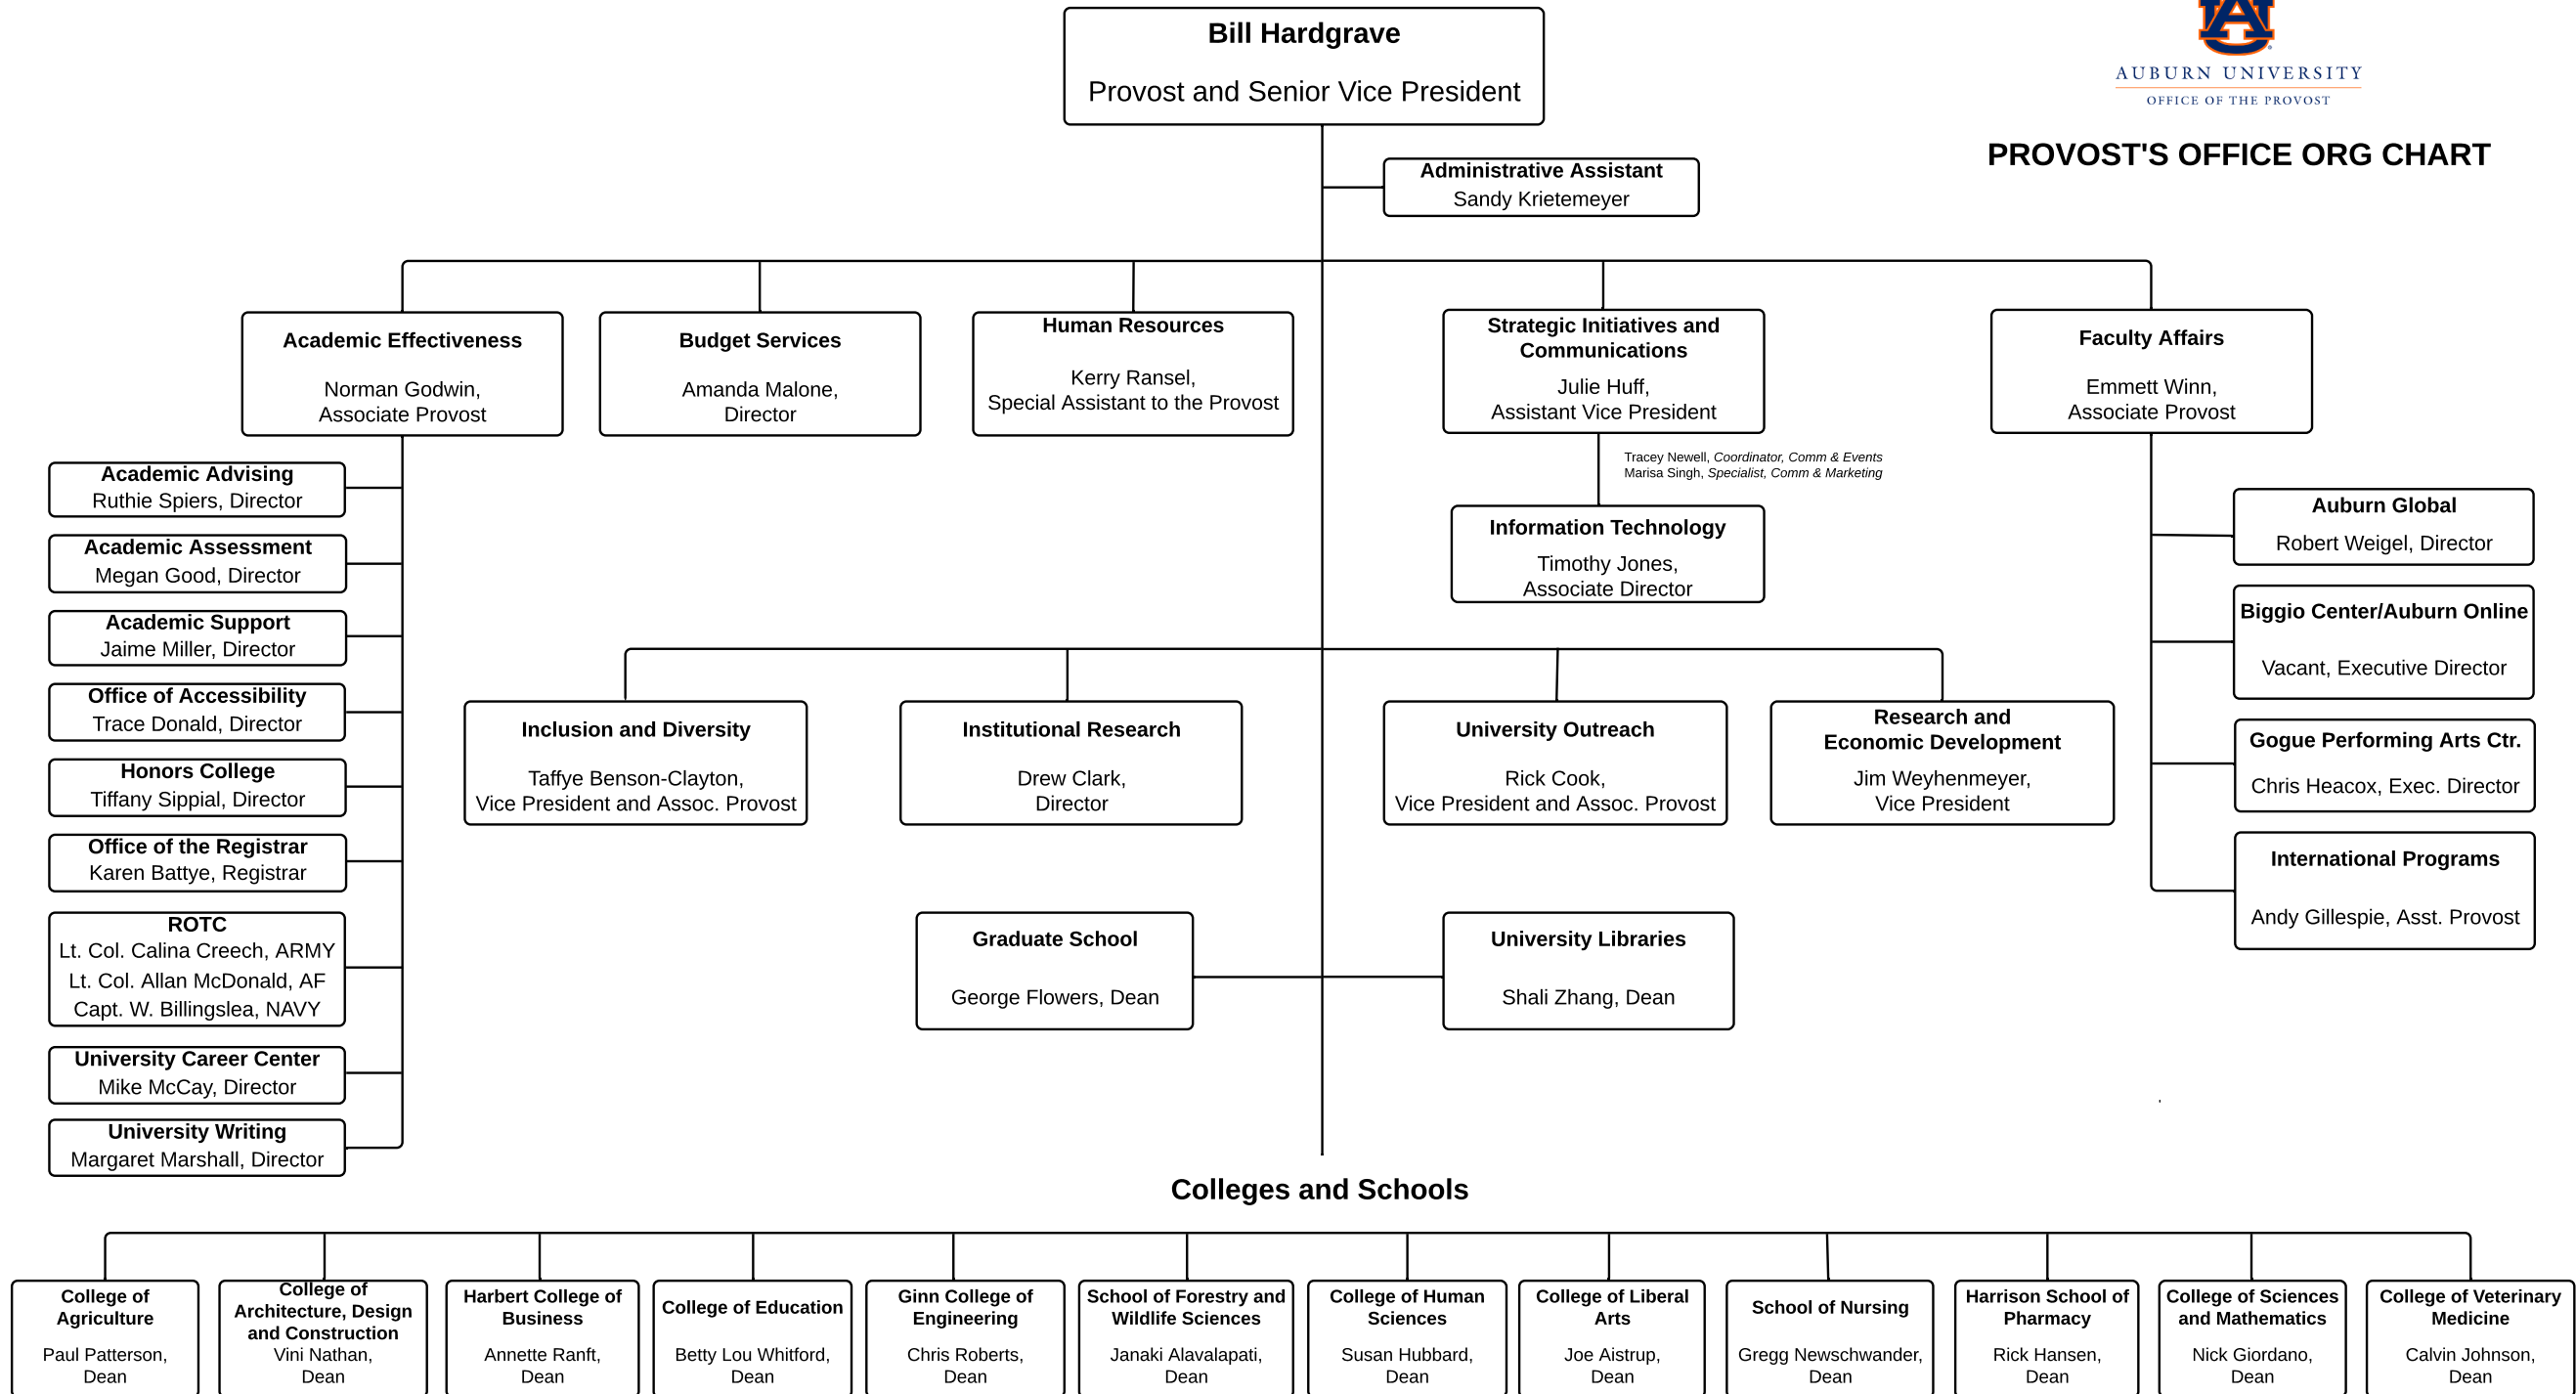 Bill Hardgrave
Provost and Senior Vice President
AU
AUBURN UNIVERSITY
OFFICE OF THE PROVOST
PROVOST'S OFFICE ORG CHART
Administrative Assistant
Sandy Krietemeyer
Academic Effectiveness
Norman Godwin,
Associate Provost
Budget Services
Amanda Malone,
Director
Human Resources
Kerry Ransel,
Special Assistant to the Provost
Strategic Initiatives and
Communications
Julie Huff,
Assistant Vice President
Faculty Affairs
Emmett Winn,
Associate Provost
Tracey Newell, Coordinator, Comm & Events
Marisa Singh, Specialist, Comm & Marketing
Information Technology
Timothy Jones,
Associate Director
Academic Advising
Ruthie Spiers, Director
Academic Assessment
Megan Good, Director
Academic Support
Jaime Miller, Director
Office of Accessibility
Trace Donald, Director
Honors College
Tiffany Sippial, Director
Office of the Registrar
Karen Battye, Registrar
ROTC
Lt. Col. Calina Creech, ARMY
Lt. Col. Allan McDonald, AF
Capt. W. Billingslea, NAVY
University Career Center
Mike McCay, Director
University Writing
Margaret Marshall, Director
Auburn Global
Robert Weigel, Director
Biggio Center/Auburn Online
Vacant, Executive Director
Gogue Performing Arts Ctr.
Chris Heacox, Exec. Director
International Programs
Andy Gillespie, Asst. Provost
Inclusion and Diversity
Taffye Benson-Clayton,
Vice President and Assoc. Provost
Institutional Research
Drew Clark,
Director
University Outreach
Rick Cook,
Vice President and Assoc. Provost
Research and
Economic Development
Jim Weyhenmeyer,
Vice President
Graduate School
George Flowers, Dean
University Libraries
Shali Zhang, Dean
Colleges and Schools
College of
Agriculture
Paul Patterson,
Dean
College of
Architecture, Design
and Construction
Vini Nathan,
Dean
Harbert College of
Business
Annette Ranft,
Dean
College of Education
Betty Lou Whitford,
Dean
Ginn College of
Engineering
Chris Roberts,
Dean
School of Forestry and
Wildlife Sciences
Janaki Alavalapati,
Dean
College of Human
Sciences
Susan Hubbard,
Dean
College of Liberal
Arts
Joe Aistrup,
Dean
School of Nursing
Gregg Newschwander,
Dean
Harrison School of
Pharmacy
Rick Hansen,
Dean
College of Sciences
and Mathematics
Nick Giordano,
Dean
College of Veterinary
Medicine
Calvin Johnson,
Dean